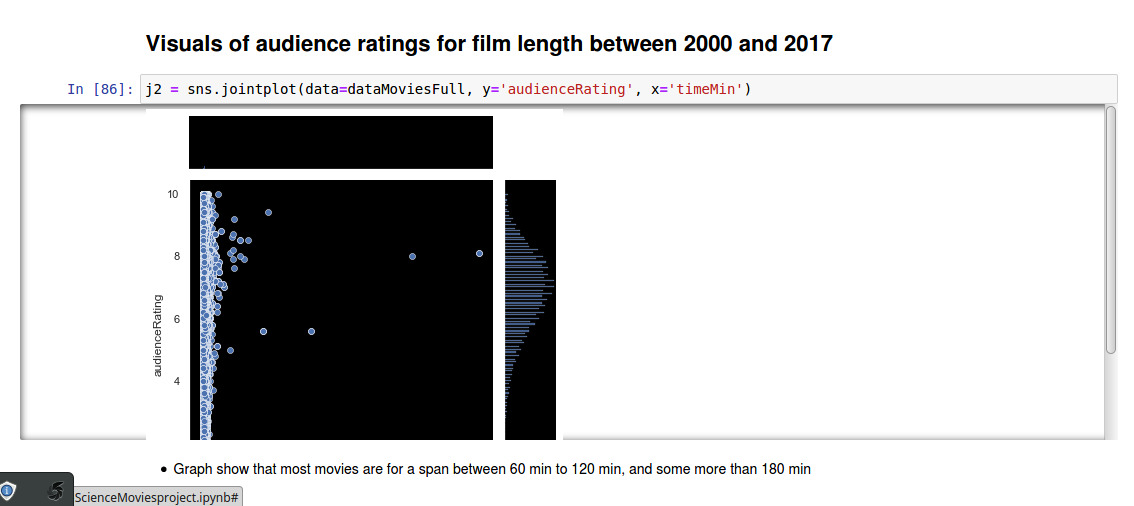 Visuals of audience ratings for film length between 2000 and 2017
In [86]: j2 = sns.jointplot(data=dataMoviesFull, y='audienceRating', x='timeMin')
10
8
6
4
audienceRating
Graph show that most movies are for a span between 60 min to 120 min, and some more than 180 min
ScienceMoviesproject.ipynb#